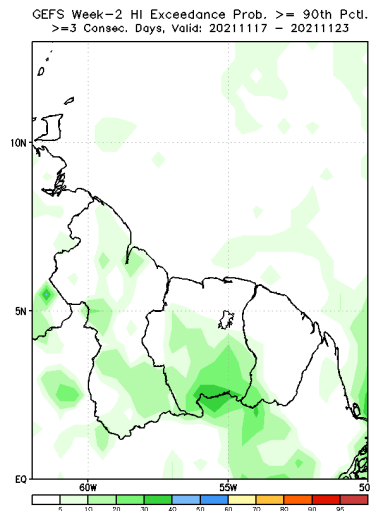 GEFS Week-2 HI Exceedance Prob. >= 90th Pctl.
>=3 Consec. Days, Valid: 20211117 - 20211123
10N
5N
EQ
60W
55W
50
5
10
20
30
40
50
60
70
80
90
95